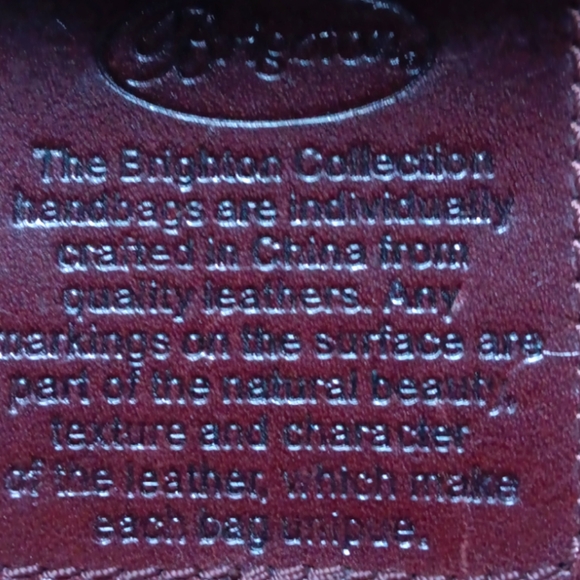 Brighton
The Brighton Collection
handbags are individually
crafted in China from
quality leathers. Any
markings on the surface are
part of the natural beauty,
texture and character
of the leather, which make
each bag unique.